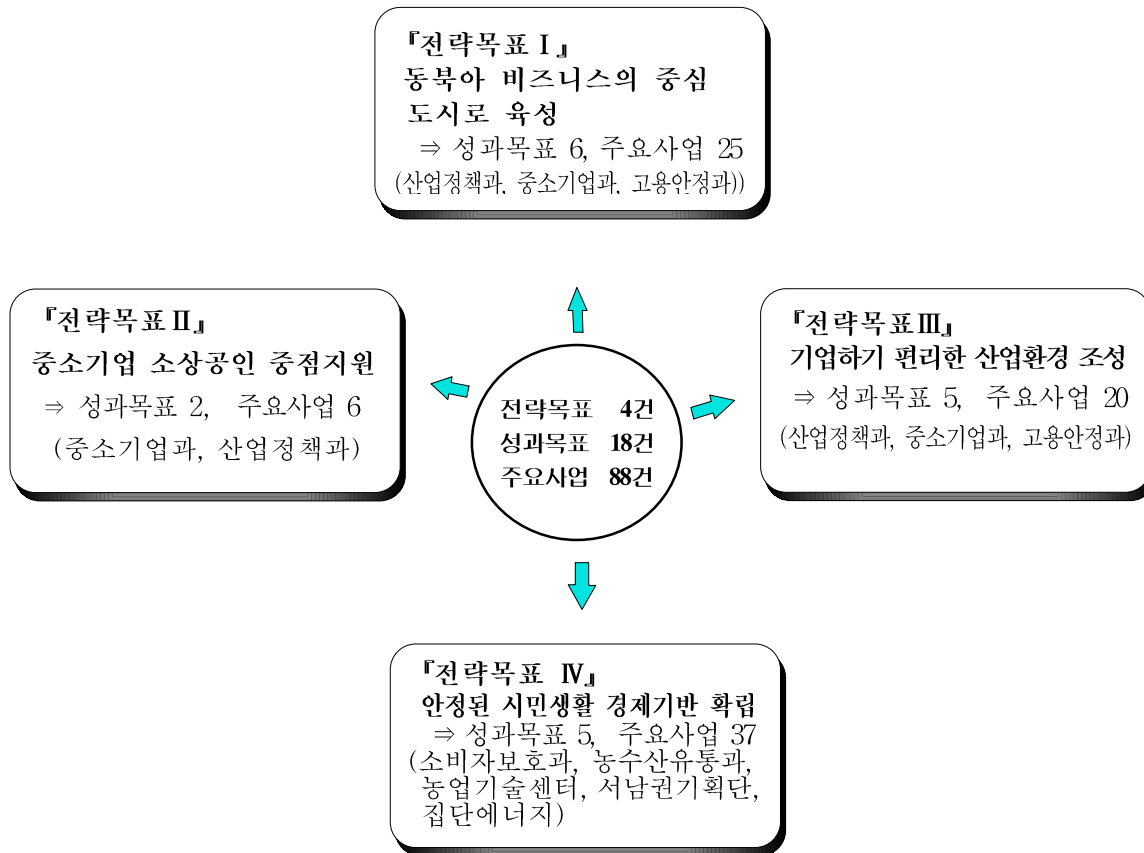 『전략목표 Ⅰ』
동북아 비즈니스의 중심
도시로 육성
⇒ 성과목표 6, 주요사업 25
(산업정책과, 중소기업과, 고용안정과))
『전략목표Ⅱ』
중소기업 소상공인 중점지원
⇒ 성과목표 2, 주요사업 6
(중소기업과, 산업정책과)
전략목표 4건
성과목표 18건
주요사업 88건
『전략목표Ⅲ』
기업하기 편리한 산업환경 조성
⇒ 성과목표 5, 주요사업 20
(산업정책과, 중소기업과, 고용안정과)
『전략목표 Ⅳ』
안정된 시민생활 경제기반 확립
⇒ 성과목표 5, 주요사업 37
(소비자보호과, 농수산유통과,
농업기술센터, 서남권기획단,
집단에너지)